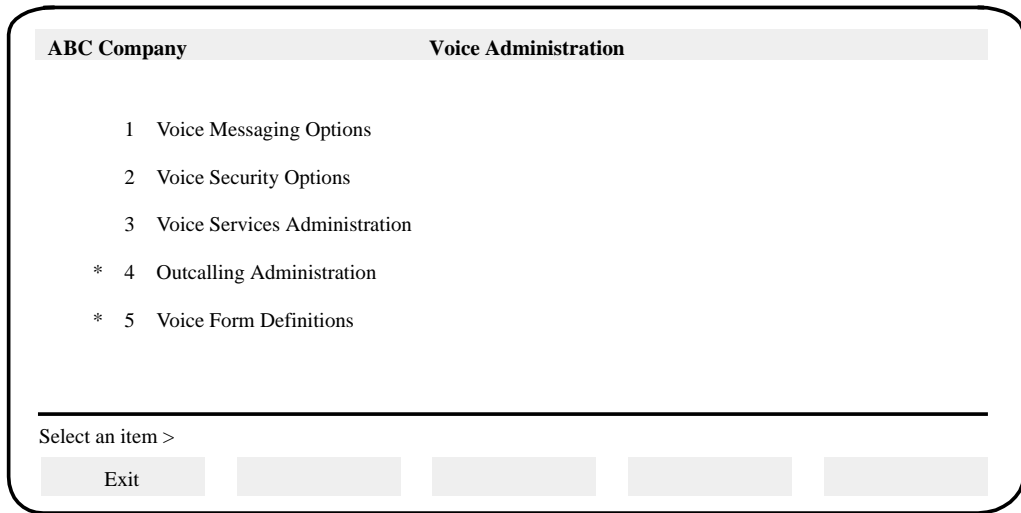 ABC Company Voice Administration
1 Voice Messaging Options
2 Voice Security Options
3 Voice Services Administration
* 4 Outcalling Administration
* 5 Voice Form Definitions
Select an item >
Exit